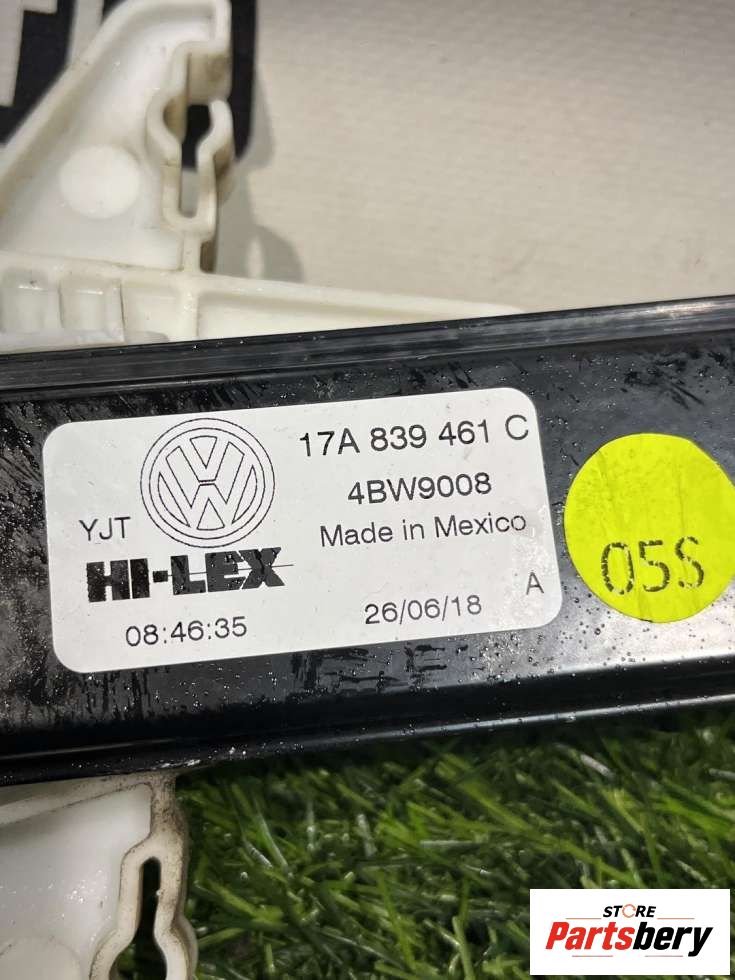 17A 839 461 C
4BW9008
YJT
Made in Mexico
HI-LEX
08:46:35
26/06/18
A
05S
STORE
Partsbery